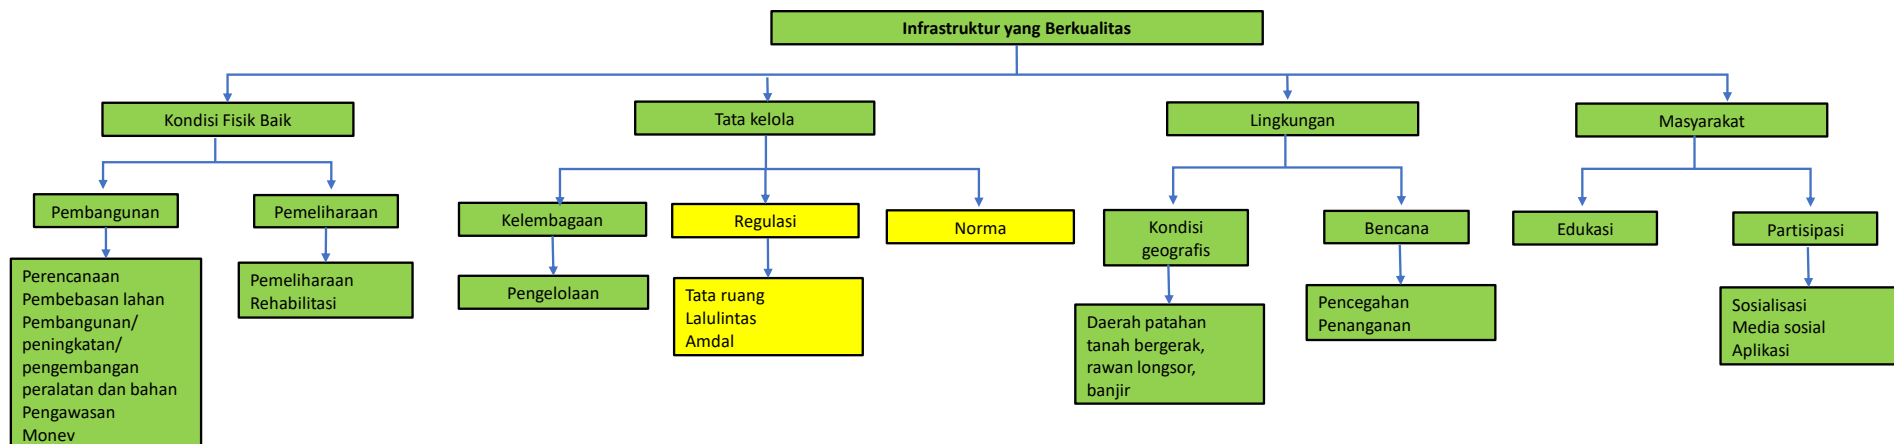 Infrastruktur yang Berkualitas
Kondisi Fisik Baik
Tata kelola
Lingkungan
Masyarakat
Pembangunan
Pemeliharaan
Kelembagaan
Regulasi
Norma
Kondisi
geografis
Bencana
Edukasi
Partisipasi
Perencanaan
Pembebasan lahan
Pembangunan/
peningkatan/
pengembangan
peralatan dan bahan
Pengawasan
Monev
Pemeliharaan
Rehabilitasi
Pengelolaan
Tata ruang
Lalulintas
Amdal
Daerah patahan
tanah bergerak,
rawan longsor,
banjir
Pencegahan
Penanganan
Sosialisasi
Media sosial
Aplikasi